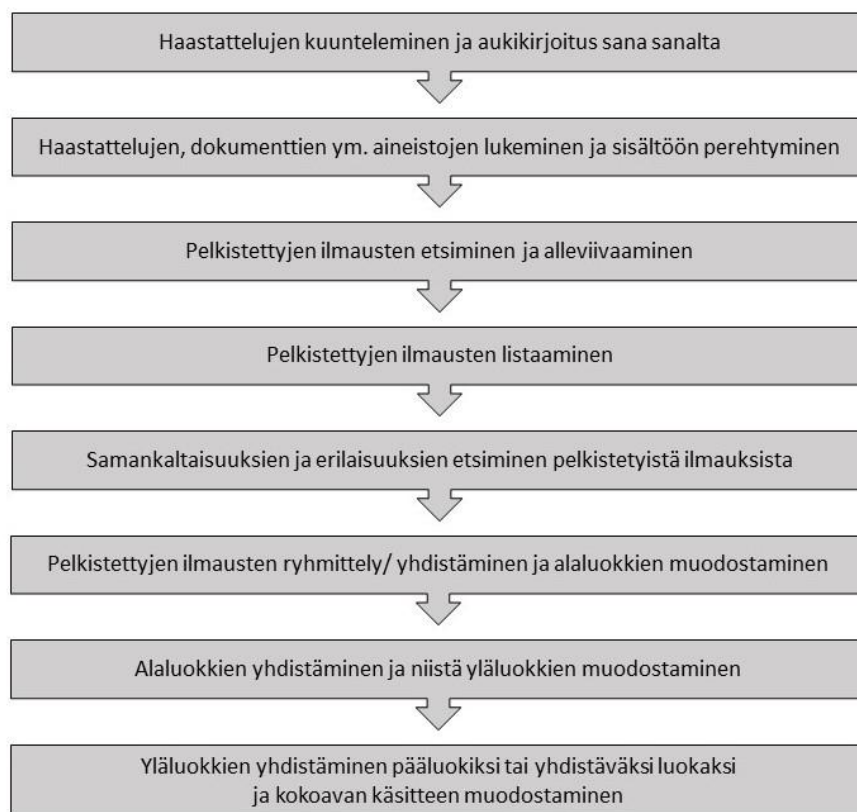 Haastattelujen kuunteleminen ja aukikirjoitus sana sanalta
Haastattelujen, dokumenttien ym. aineistojen lukeminen ja sisältöön perehtyminen
Pelkistettyjen ilmausten etsiminen ja alleviivaaminen
Pelkistettyjen ilmausten listaaminen
Samankaltaisuuksien ja erilaisuuksien etsiminen pelkistetyistä ilmauksista
Pelkistettyjen ilmausten ryhmittely/ yhdistäminen ja alaluokkien muodostaminen
Alaluokkien yhdistäminen ja niistä yläluokkien muodostaminen
Yläluokkien yhdistäminen pääluokiksi tai yhdistäväksi luokaksi
ja kokoavan käsitteen muodostaminen